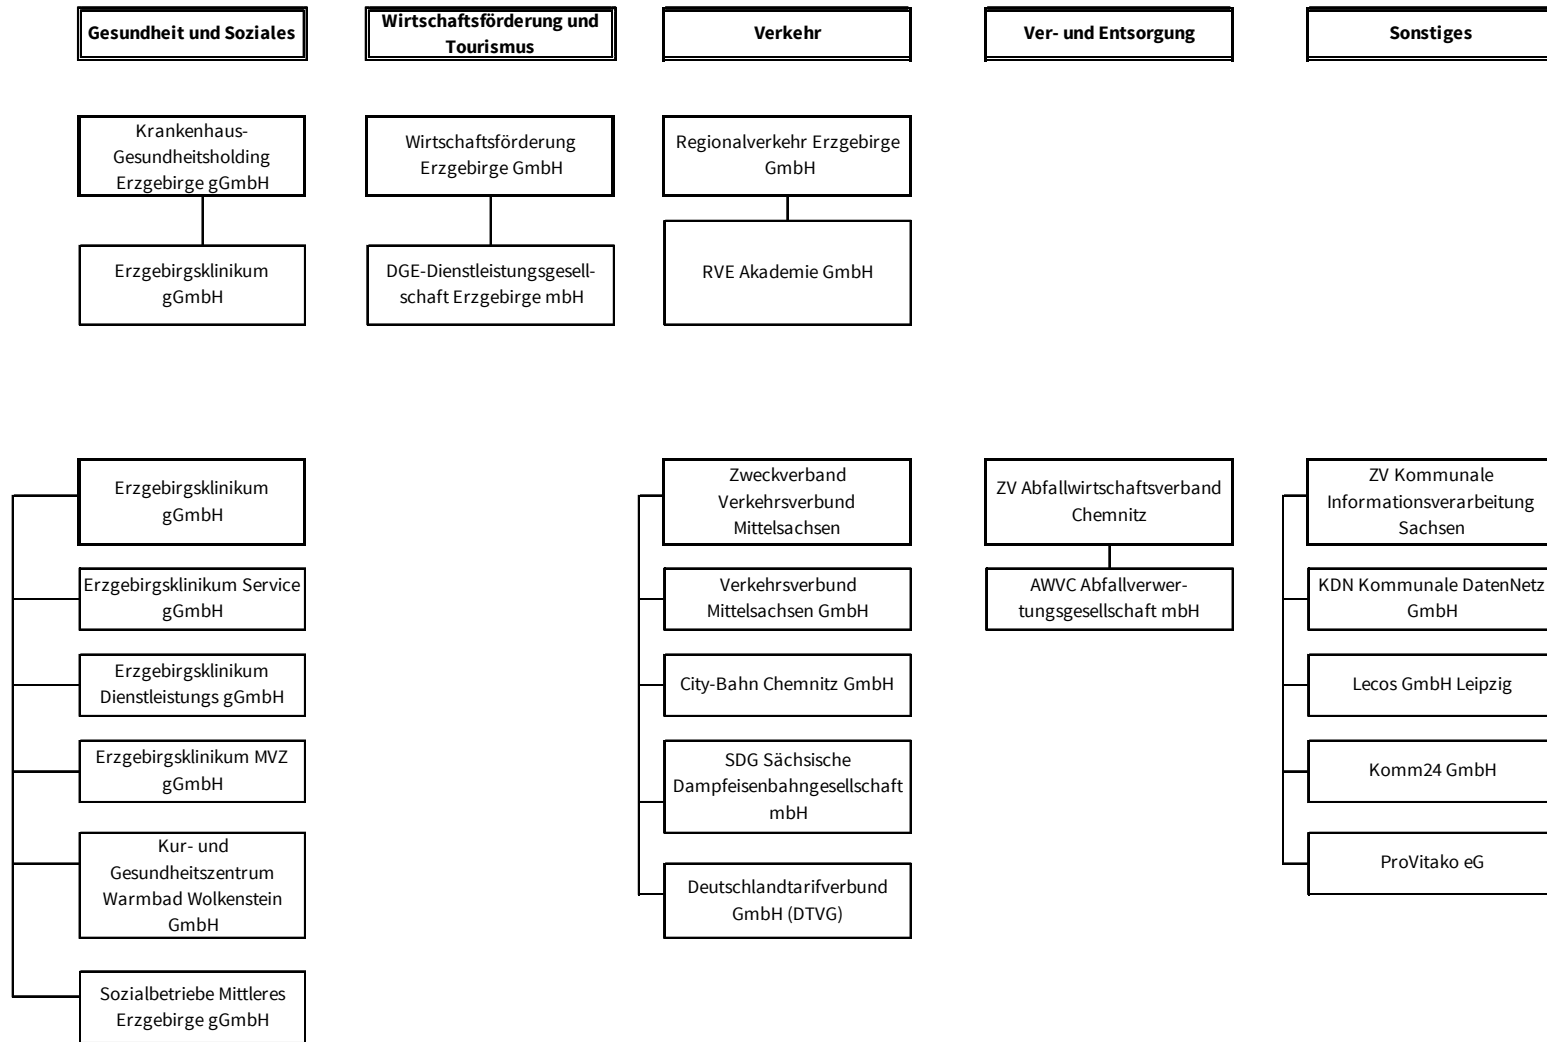 Gesundheit und Soziales
Wirtschaftsförderung und
Tourismus
Verkehr
Ver- und Entsorgung
Sonstiges
Krankenhaus-
Gesundheitsholding
Erzgebirge gGmbH
Wirtschaftsförderung
Erzgebirge GmbH
Regionalverkehr Erzgebirge
GmbH
Erzgebirgsklinikum
gGmbH
DGE-Dienstleistungsgesell-
schaft Erzgebirge mbH
RVE Akademie GmbH
Erzgebirgsklinikum
gGmbH
Zweckverband
Verkehrsverbund
Mittelsachsen
ZV Abfallwirtschaftsverband
Chemnitz
ZV Kommunale
Informationsverarbeitung
Sachsen
Erzgebirgsklinikum Service
gGmbH
Verkehrsverbund
Mittelsachsen GmbH
AWVC Abfallverwer-
tungsgesellschaft mbH
KDN Kommunale DatenNetz
GmbH
Erzgebirgsklinikum
Dienstleistungs gGmbH
City-Bahn Chemnitz GmbH
Lecos GmbH Leipzig
Erzgebirgsklinikum MVZ
gGmbH
SDG Sächsische
Dampfeisenbahngesellschaft
mbH
Komm24 GmbH
Kur- und
Gesundheitszentrum
Warmbad Wolkenstein
GmbH
Deutschlandtarifverbund
GmbH (DTVG)
ProVitako eG
Sozialbetriebe Mittleres
Erzgebirge gGmbH